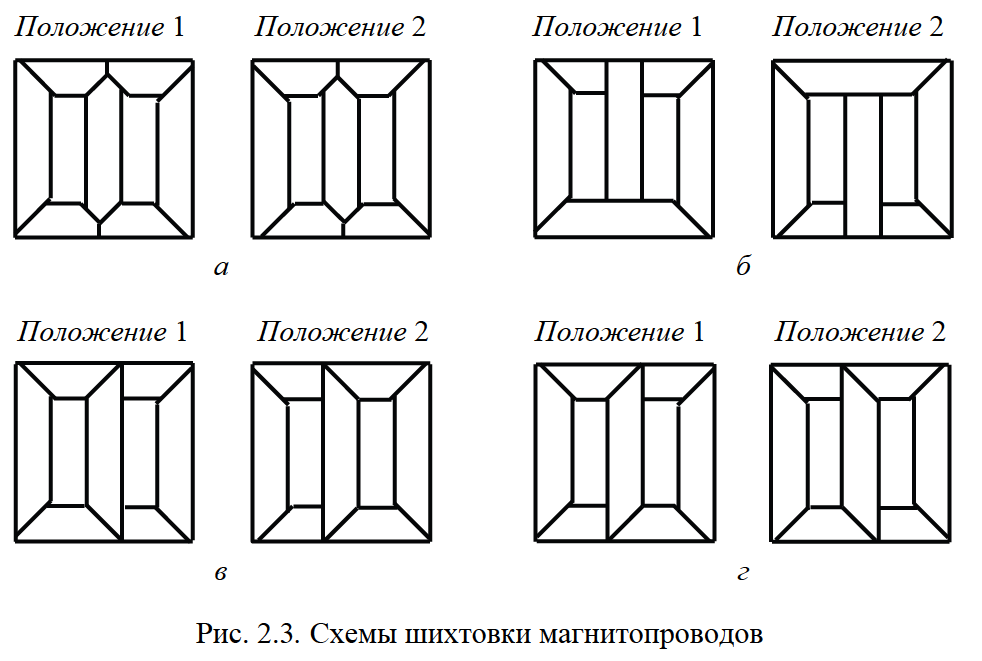 Положение 1 Положение 2 Положение 1 Положение 2
а б
Положение 1 Положение 2 Положение 1 Положение 2
в г
Рис. 2.3. Схемы шихтовки магнитопроводов